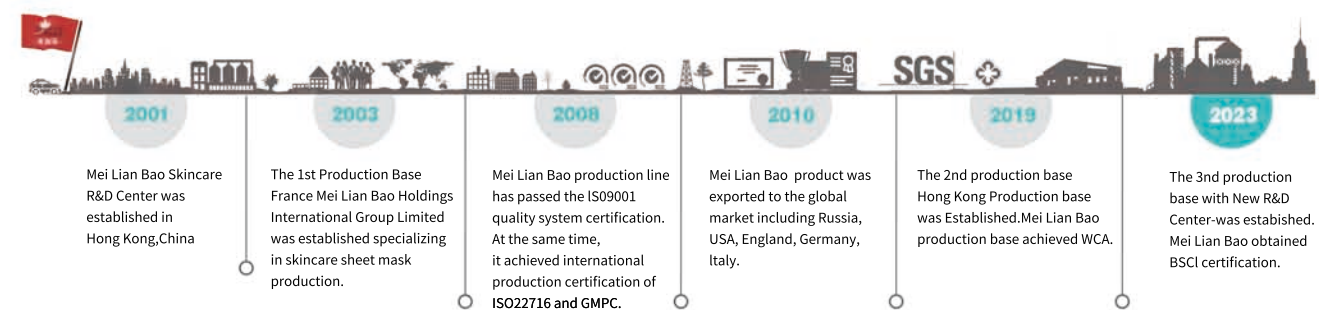 SGS
2001
2003
2008
2010
2019
2023
Mei Lian Bao Skincare
R&D Center was
established in
Hong Kong,China
The 1st Production Base
France Mei Lian Bao Holdings
International Group Limited
was established specializing
in skincare sheet mask
production.
Mei Lian Bao production line
has passed the lS09001
quality system certification.
At the same time,
it achieved international
production certification of
ISO22716 and GMPC.
Mei Lian Bao product was
exported to the global
market including Russia,
USA, England, Germany,
ltaly.
The 2nd production base
Hong Kong Production base
was Established.Mei Lian Bao
production base achieved WCA.
The 3nd production
base with New R&D
Center-was estabished.
Mei Lian Bao obtained
BSCl certification.